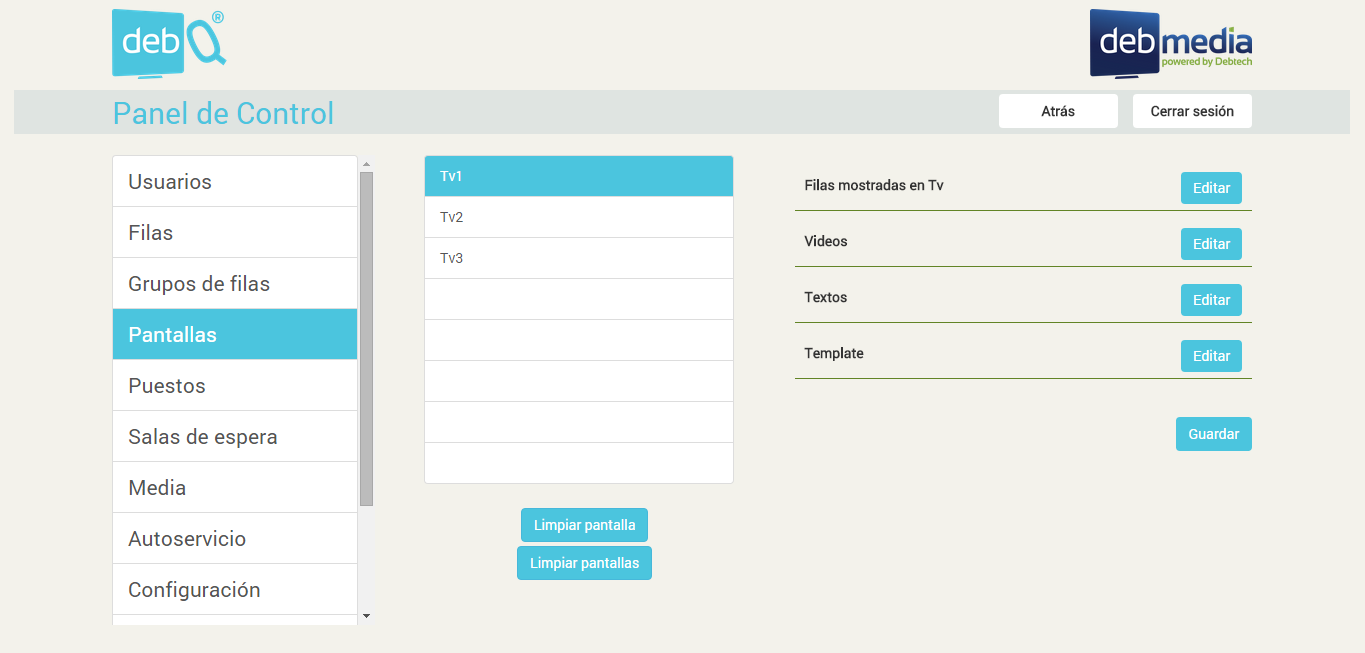 debQ®
debmedia
powered by Debtech
Panel de Control
Atrás
Cerrar sesión
Usuarios
Filas
Grupos de filas
Pantallas
Puestos
Salas de espera
Media
Autoservicio
Configuración
Tv1
Tv2
Tv3
Limpiar pantalla
Limpiar pantallas
Filas mostradas en Tv
Editar
Videos
Editar
Textos
Editar
Template
Editar
Guardar